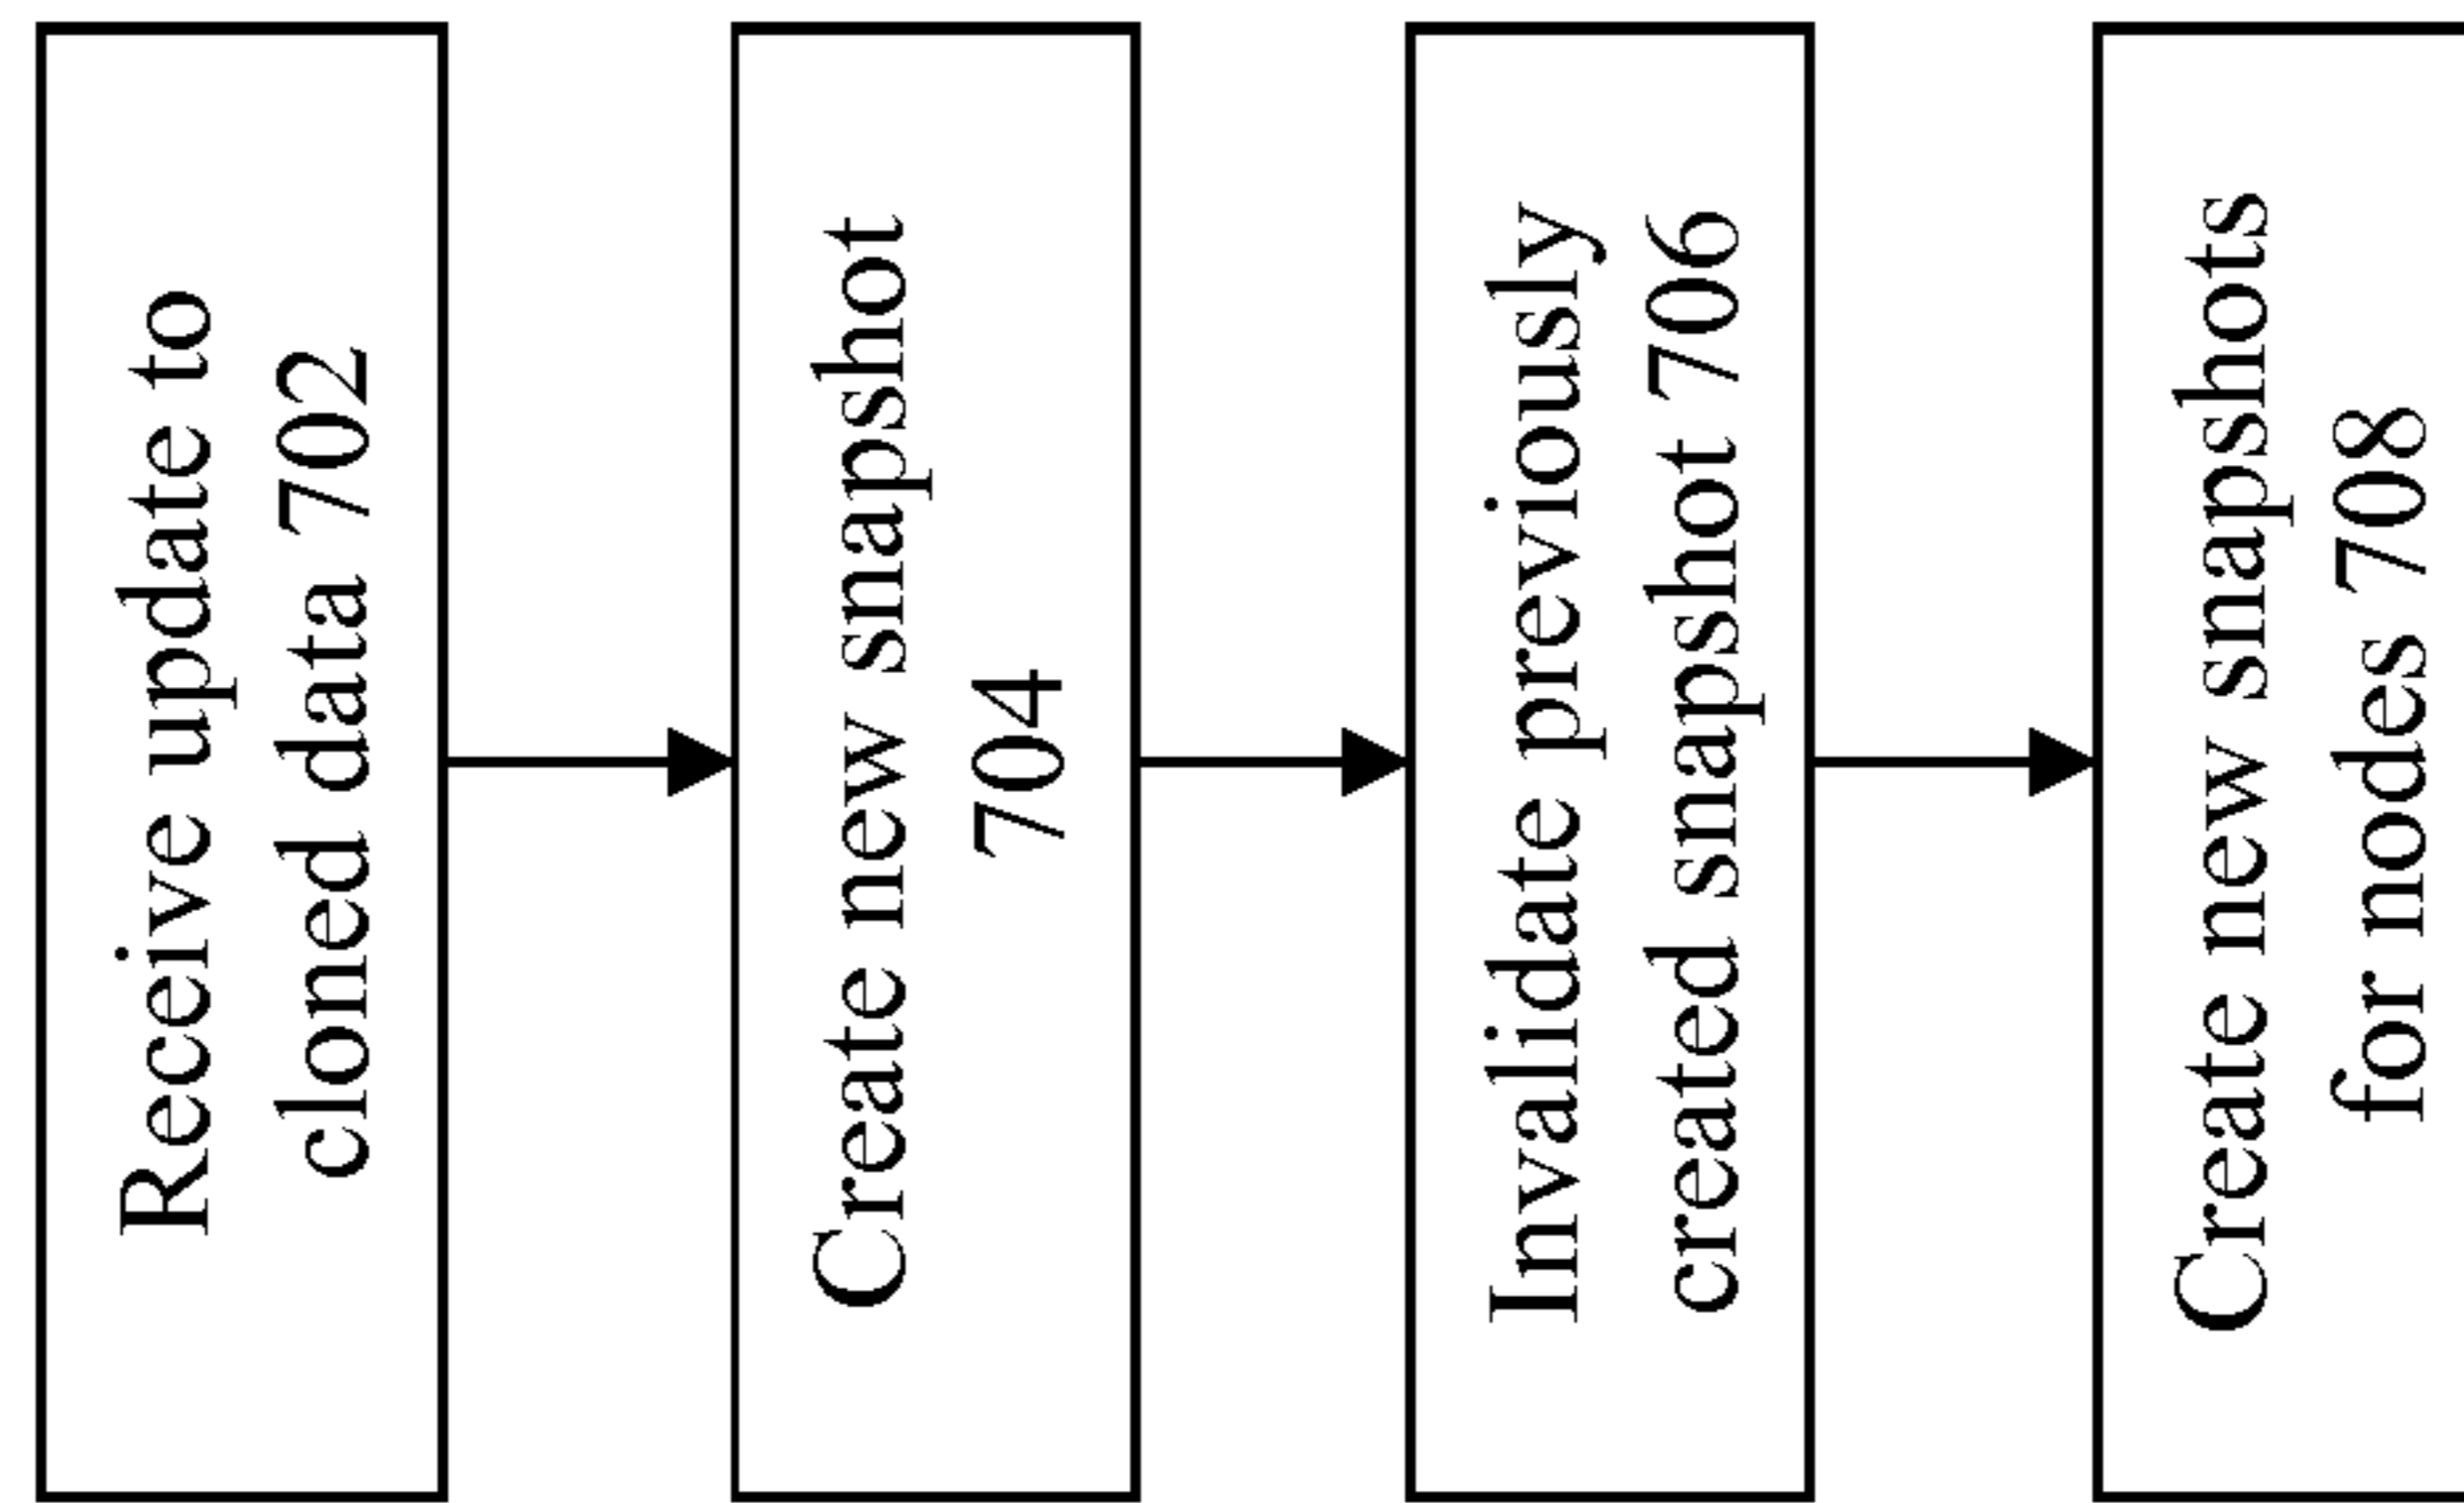 Receive update to
cloned data 702
Create new snapshot
704
Invalidate previously
created snapshot 706
Create new snapshots
for nodes 708